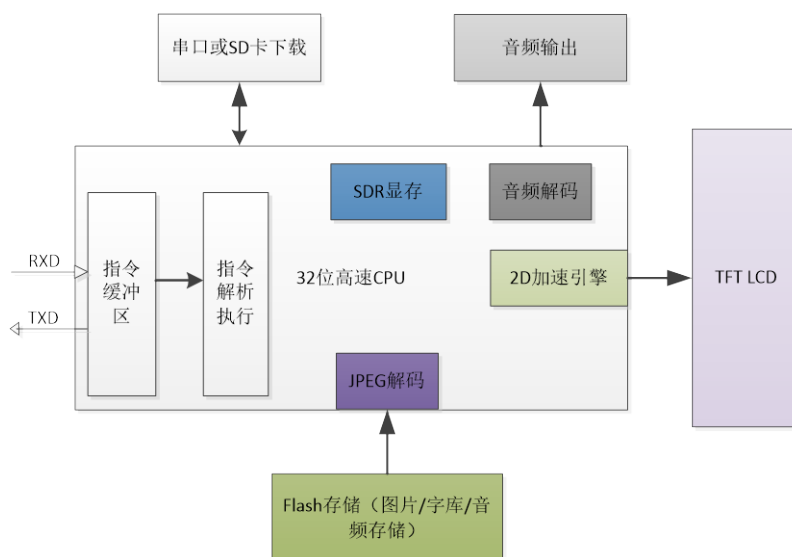 串口或SD卡下载
音频输出
SDR显存
音频解码
RXD
TXD
指令
缓冲
区
指令
解析
执行
32位高速CPU
2D加速引擎
TFT LCD
JPEG解码
Flash存储（图片/字库/音
频存储）